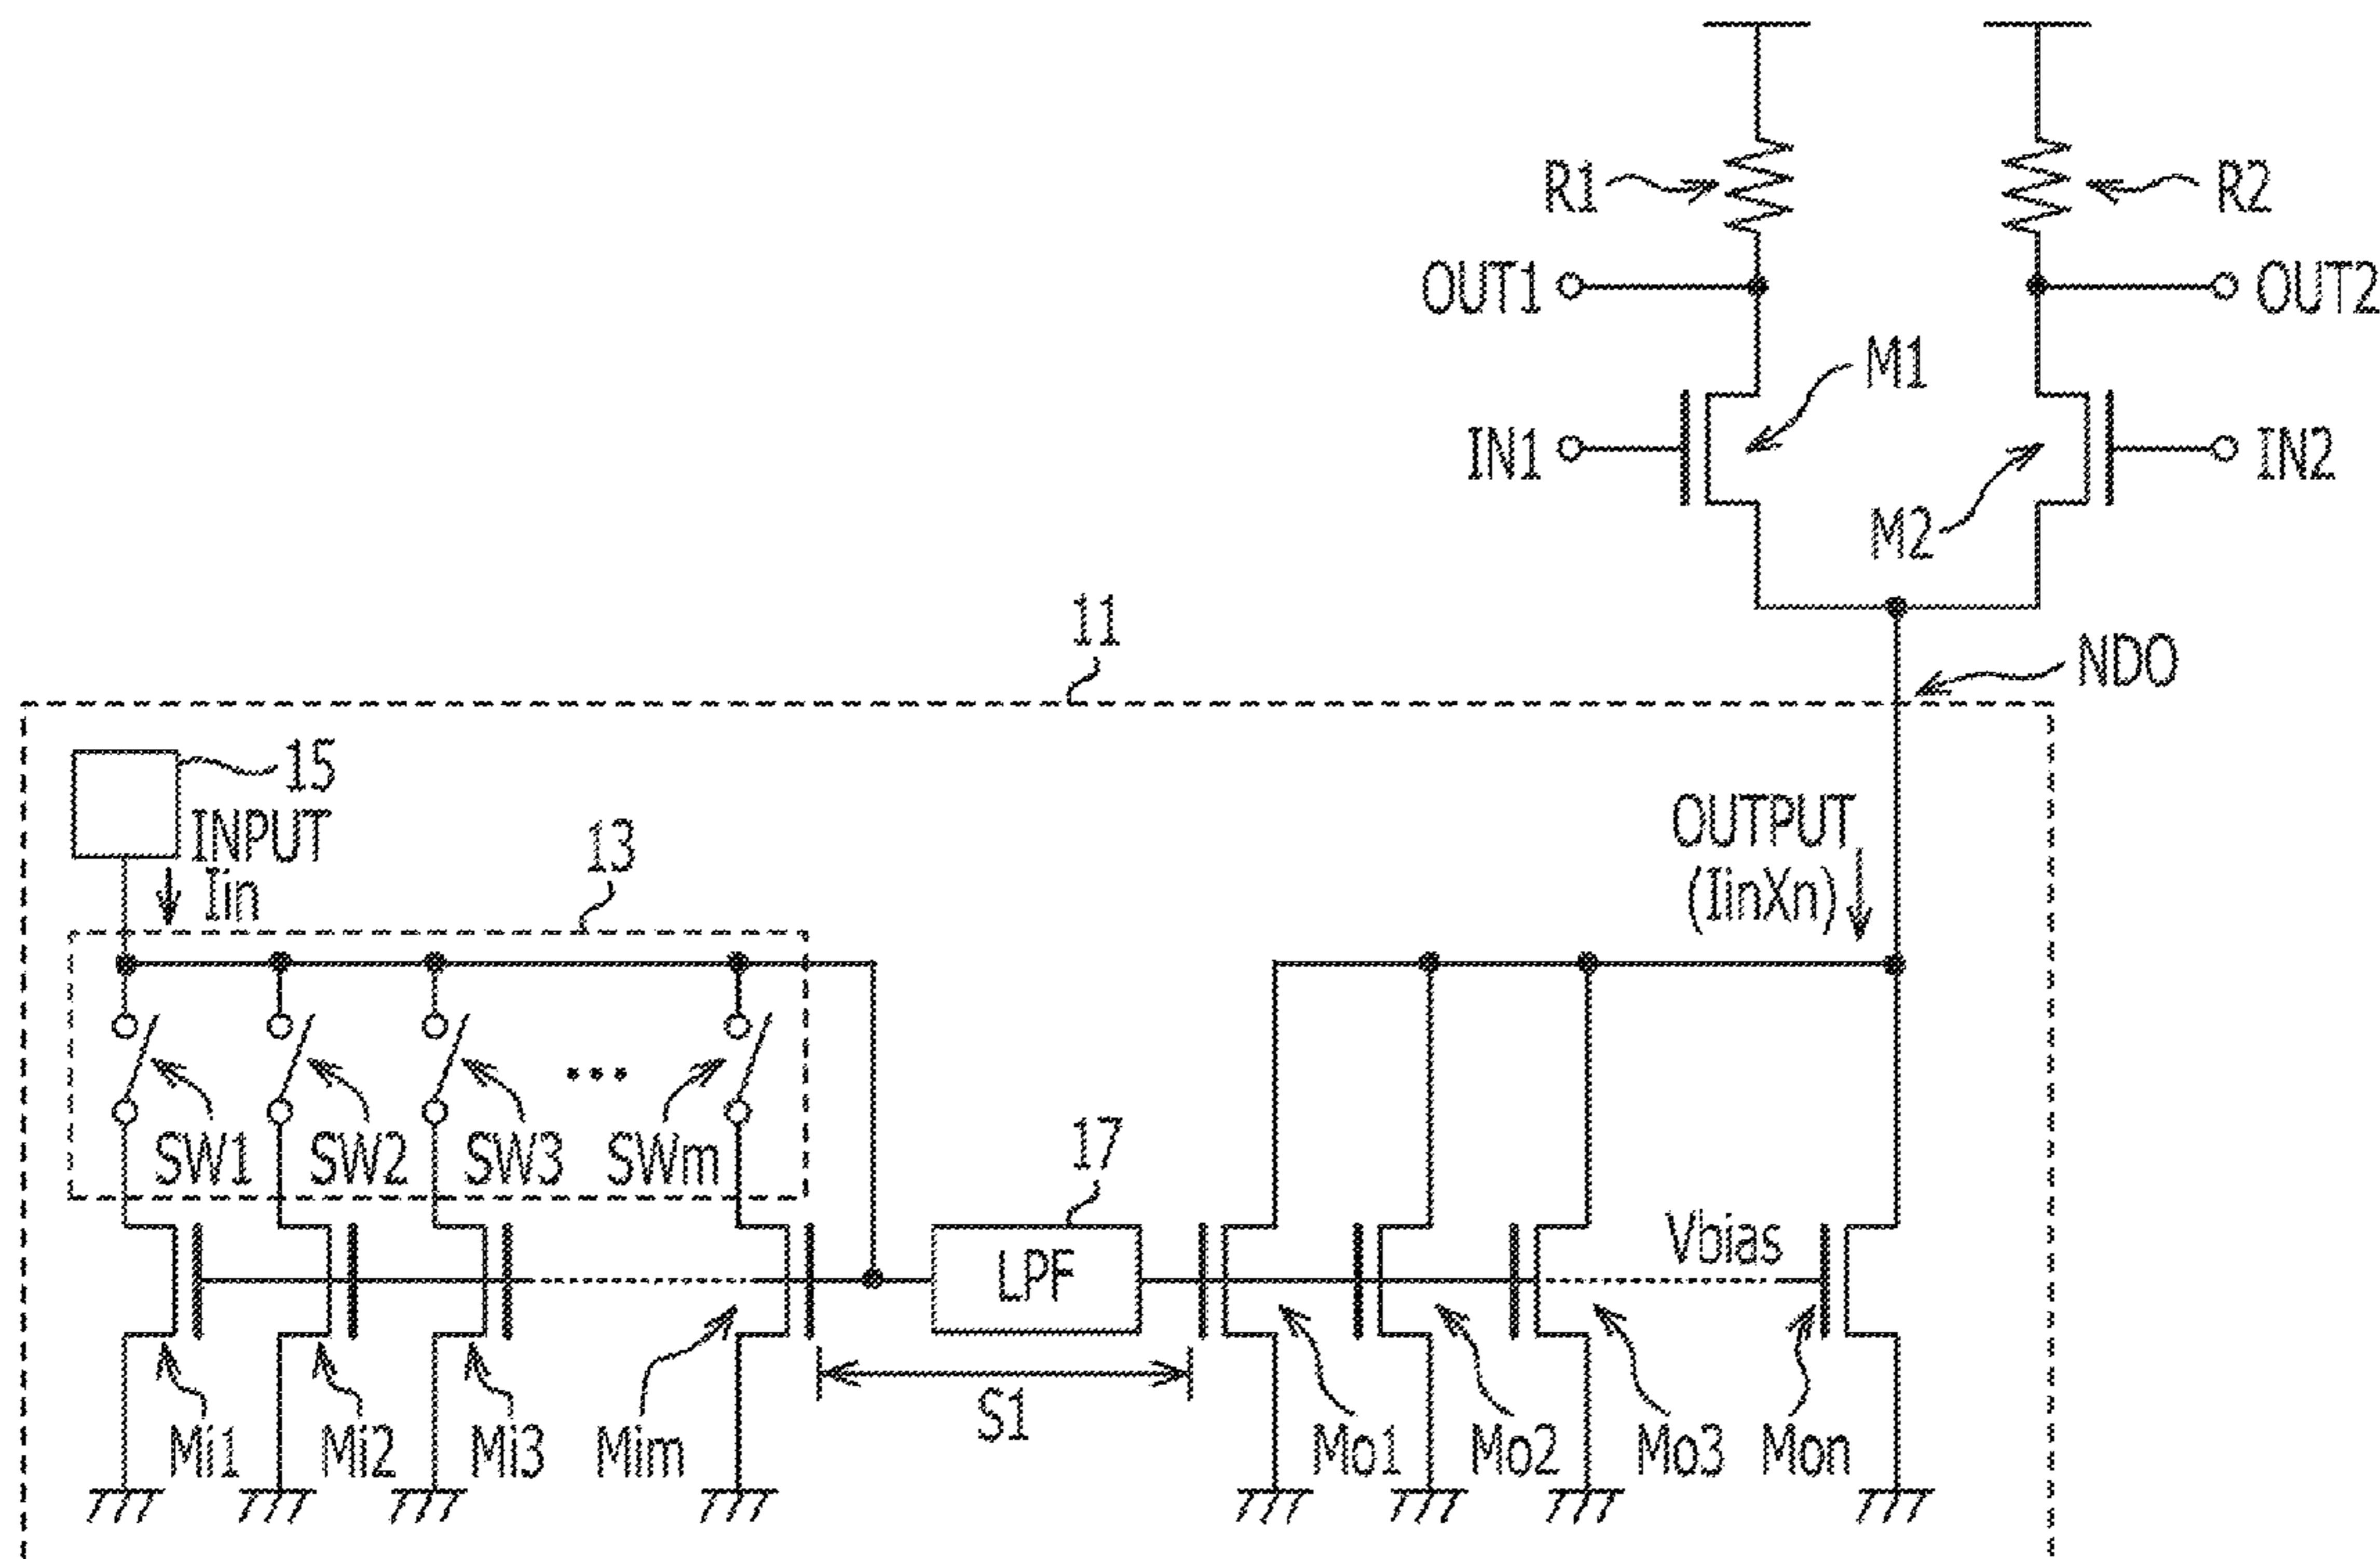 R1
R2
OUT1
OUT2
M1
IN1
IN2
M2
11
NDO
15
INPUT
Iin
13
OUTPUT
(IinXn)
SW1
SW2
SW3
...
SWm
17
LPF
Vbias
S1
Mi1
Mi2
Mi3
Mim
Mo1
Mo2
Mo3
Mon